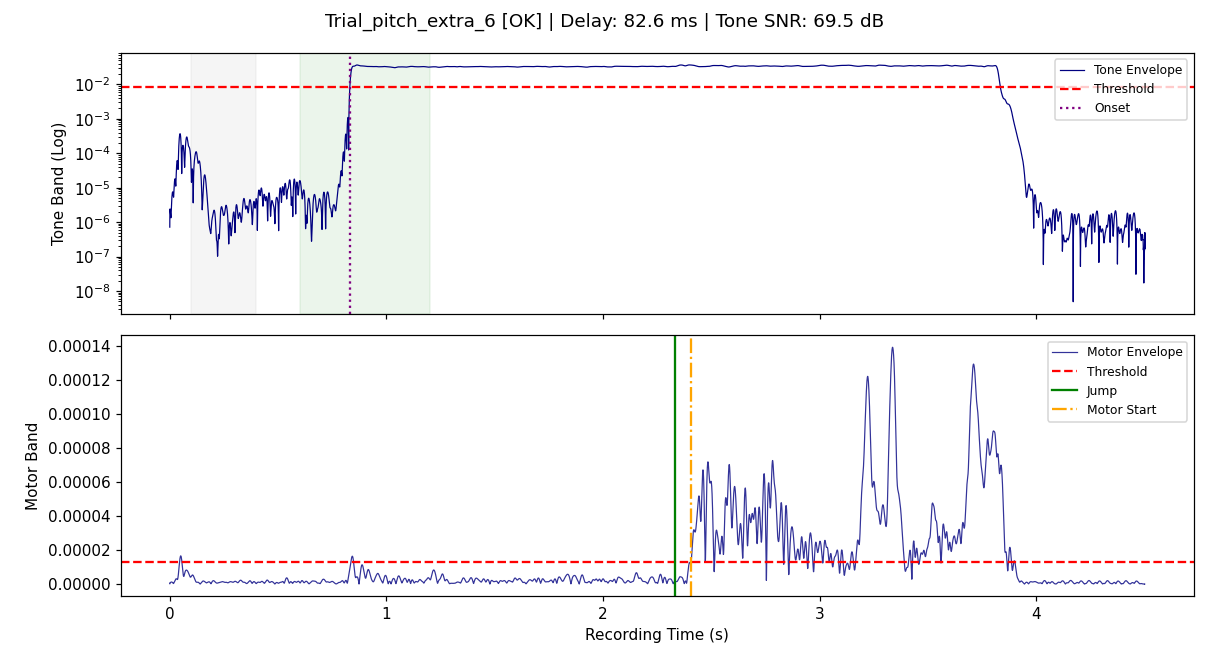 Trial_pitch_extra_6 [OK] | Delay: 82.6 ms | Tone SNR: 69.5 dB
Tone Band (Log)
10⁻²
10⁻³
10⁻⁴
10⁻⁵
10⁻⁶
10⁻⁷
10⁻⁸
Tone Envelope
Threshold
Onset
Motor Band
0.00014
0.00012
0.00010
0.00008
0.00006
0.00004
0.00002
0.00000
Motor Envelope
Threshold
Jump
Motor Start
0 1 2 3 4
Recording Time (s)